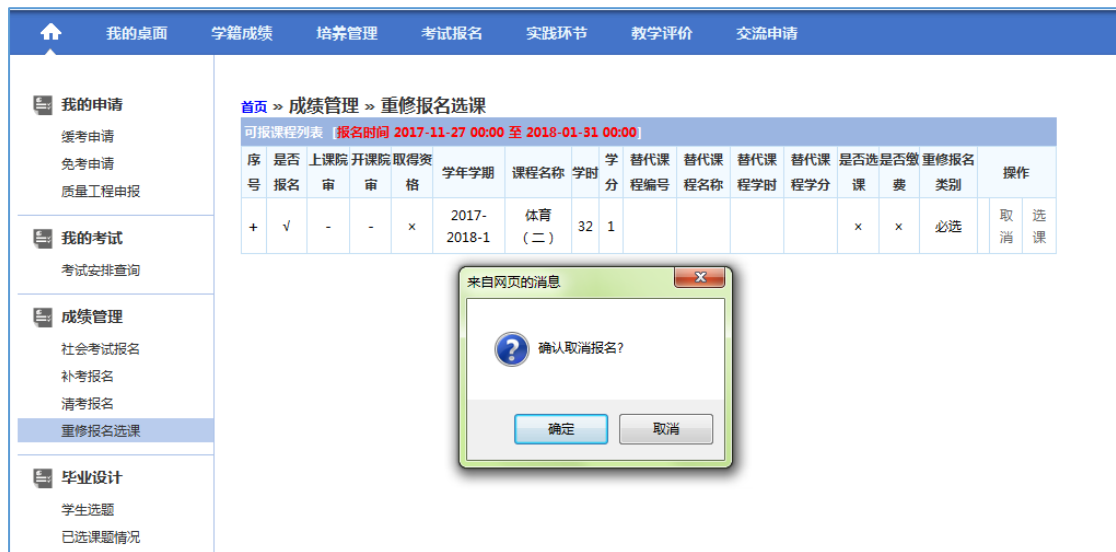 我的桌面 学籍成绩 培养管理 考试报名 实践环节 教学评价 交流申请
我的申请
缓考申请
免考申请
质量工程申报
我的考试
考试安排查询
成绩管理
社会考试报名
补考报名
清考报名
重修报名选课
毕业设计
学生选题
已选课题情况
首页 » 成绩管理 » 重修报名选课
可报课程列表 [报名时间 2017-11-27 00:00 至 2018-01-31 00:00]
序号 是否报名 上课院审 开课院审 取得资格 学年学期 课程名称 学时 学分 替代课程编号 替代课程名称 替代课程学时 替代课程学分 是否选课 是否缴费 重修报名类别 操作
+ √ - - × 2017-2018-1 体育（二） 32 1 × × 必选 取消 选课
来自网页的消息
确认取消报名?
确定 取消